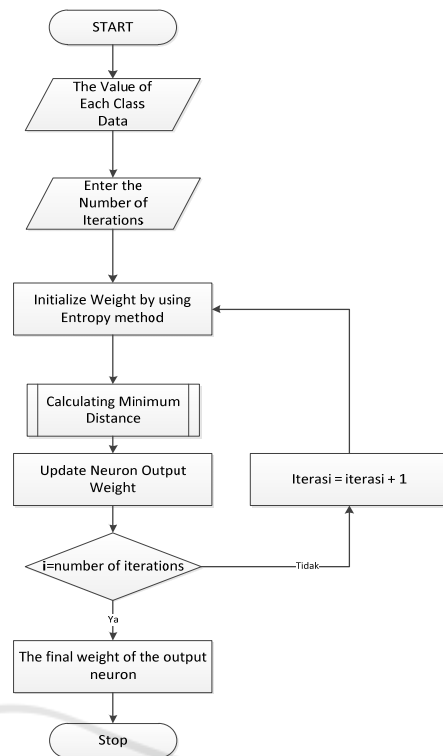 START
The Value of
Each Class
Data
Enter the
Number of
Iterations
Initialize Weight by using
Entropy method
Calculating Minimum
Distance
Update Neuron Output
Weight
Iterasi = iterasi + 1
i=number of iterations
Tidak
Ya
The final weight of the output
neuron
Stop